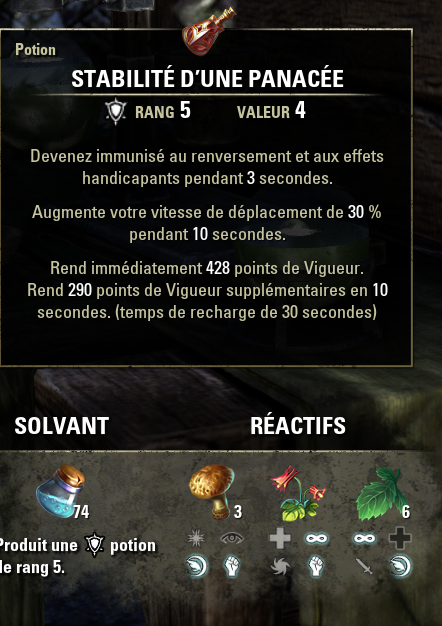 Potion
STABILITÉ D'UNE PANACÉE
RANG 5 VALEUR 4
Devenez immunisé au renversement et aux effets
handicapants pendant 3 secondes.
Augmente votre vitesse de déplacement de 30 %
pendant 10 secondes.
Rend immédiatement 428 points de Vigueur.
Rend 290 points de Vigueur supplémentaires en 10
secondes. (temps de recharge de 30 secondes)
SOLVANT RÉACTIFS
74 3 6
Produit une potion
de rang 5.